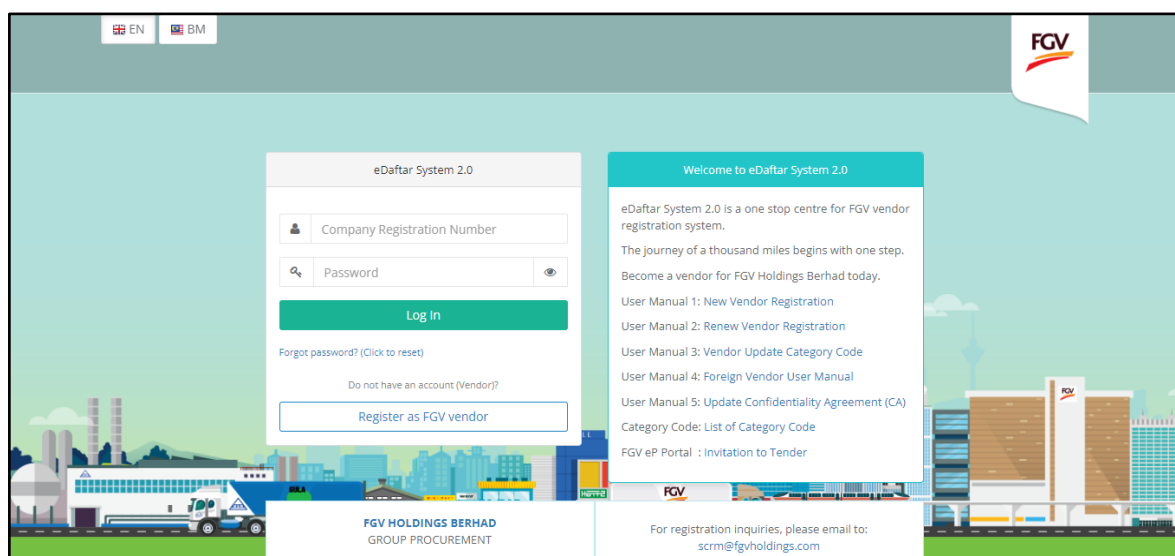 EN
BM
FGV
eDaftar System 2.0
Company Registration Number
Password
Log In
Forgot password? (Click to reset)
Do not have an account (Vendor)?
Register as FGV vendor
Welcome to eDaftar System 2.0
eDaftar System 2.0 is a one stop centre for FGV vendor
registration system.
The journey of a thousand miles begins with one step.
Become a vendor for FGV Holdings Berhad today.
User Manual 1: New Vendor Registration
User Manual 2: Renew Vendor Registration
User Manual 3: Vendor Update Category Code
User Manual 4: Foreign Vendor User Manual
User Manual 5: Update Confidentiality Agreement (CA)
Category Code: List of Category Code
FGV eP Portal : Invitation to Tender
FGV
GULA
FGV
FGV HOLDINGS BERHAD
GROUP PROCUREMENT
For registration inquiries, please email to:
scrm@fgvholdings.com